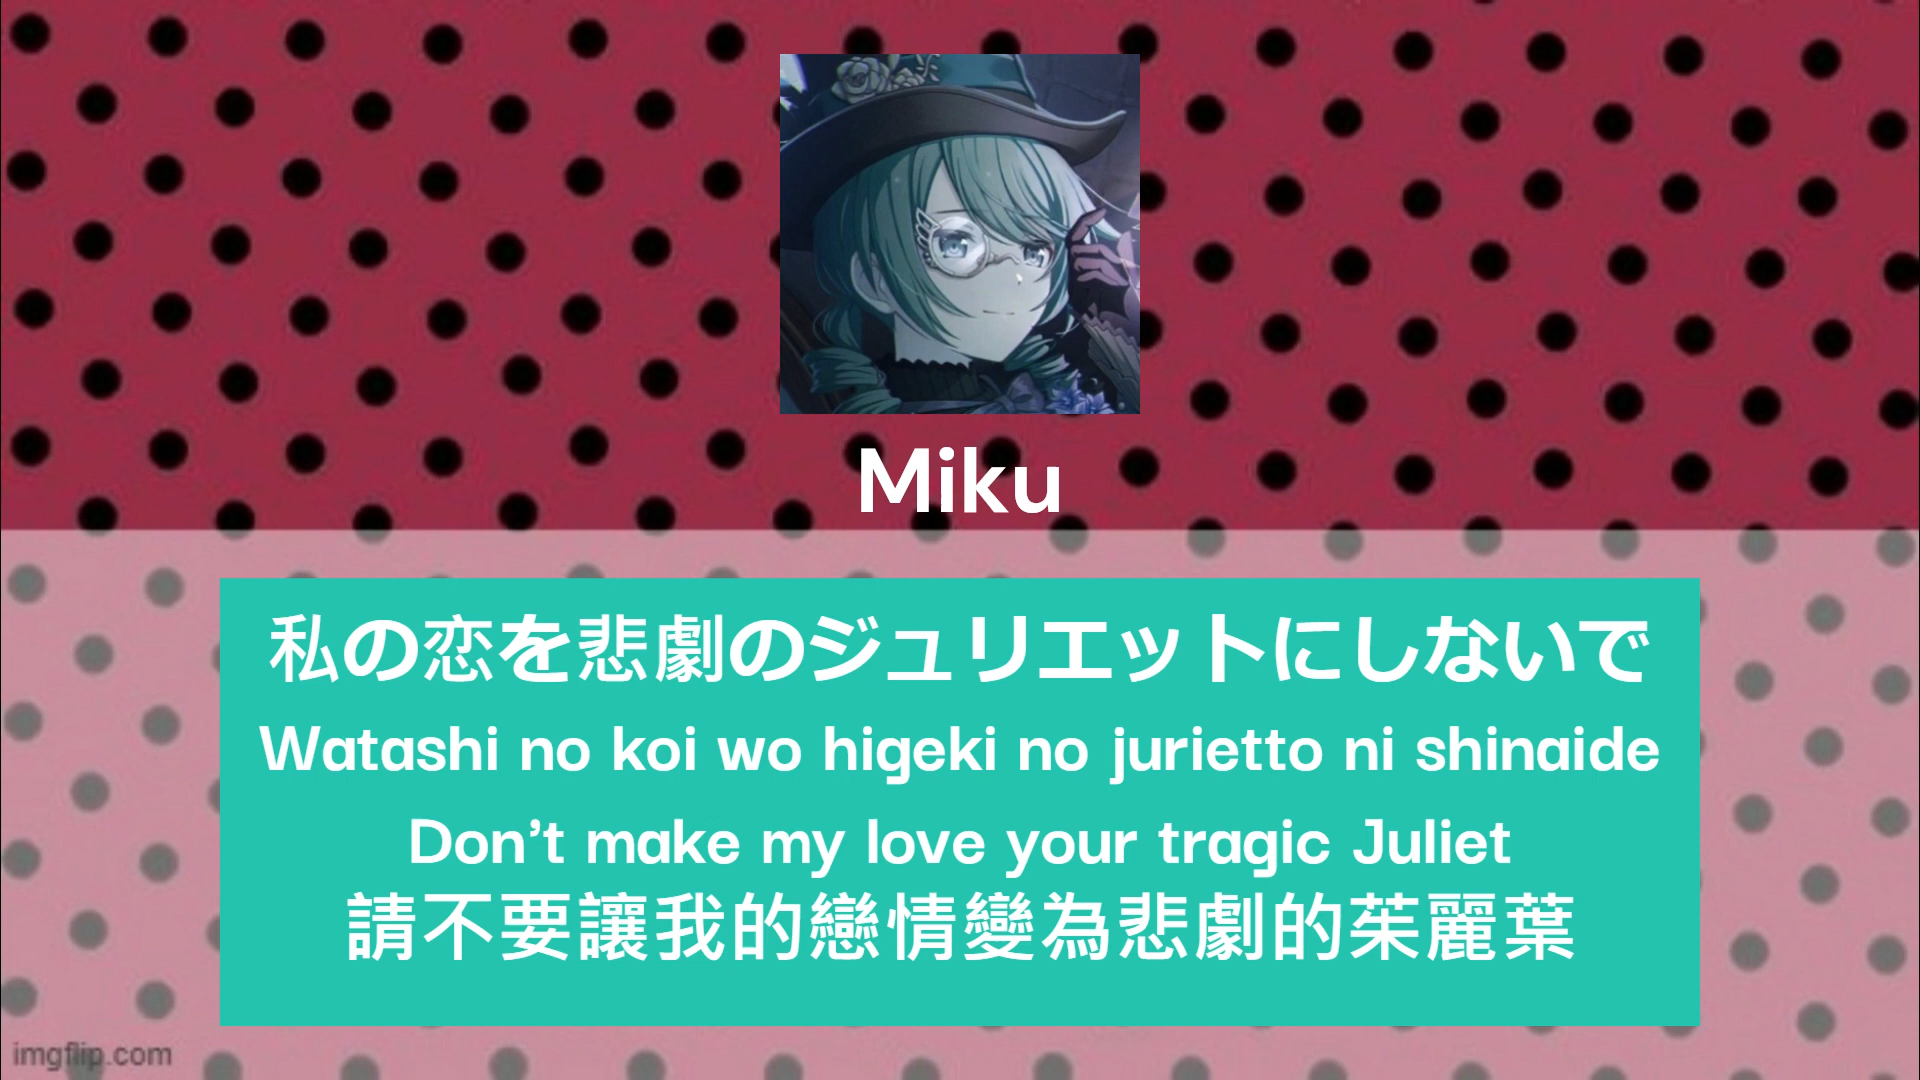 Miku
私の恋を悲劇のジュリエットにしないで
Watashi no koi wo higeki no jurietto ni shinaide
Don't make my love your tragic Juliet
請不要讓我的戀情變為悲劇的茱麗葉
imgflip.com